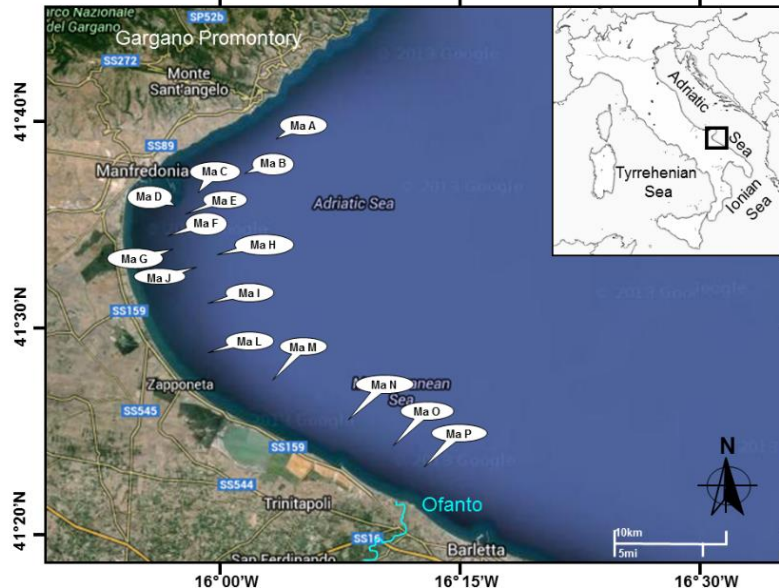 arco Nazionale
del Gargano
SP52b
Gargano Promontory
SS272
Monte
Sant'angelo
41°40'N
SS89
Manfredonia
Ma A
Ma B
Ma C
Ma D
Ma E
Ma F
Ma G
Ma H
Ma J
Ma I
Ma L
Ma M
Ma N
Ma O
Ma P
Adriatic Sea
Sea
41°30'N
SS159
Zapponeta
SS545
SS159
SS544
Trinitapoli
Ofanto
41°20'N
SS16
San Ferdinando
Barletta
16°00'E
16°15'E
16°30'E
N
10km
5mi
Adriatic
Sea
Tyrrehenian
Sea
Ionian
Sea